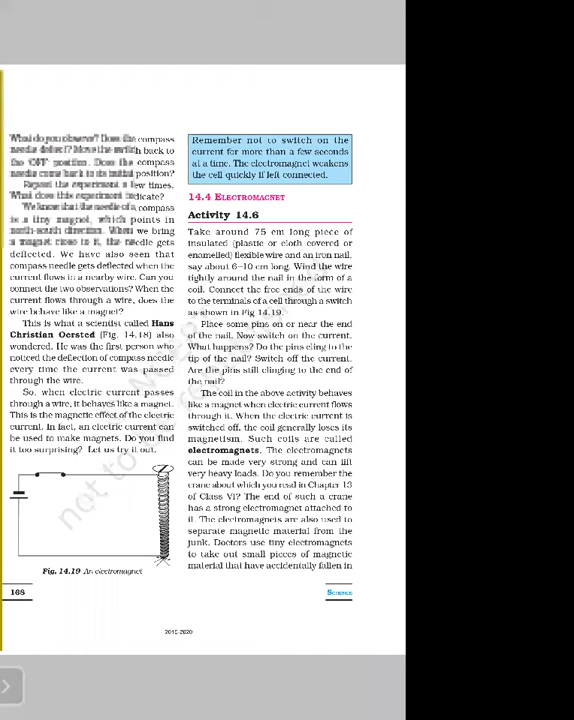 What do you observe? Does the compass
needle deflect? Move the switch back to
the 'OFF' position. Does the compass
needle come back to its initial position?
Repeat the experiment a few times.
What does this experiment indicate?
We know that the needle of a compass
is a tiny magnet, which points in
north-south direction. When we bring
a magnet close to it, the needle gets
deflected. We have also seen that
compass needle gets deflected when the
current flows in a nearby wire. Can you
connect the two observations? When the
current flows through a wire, does the
wire behave like a magnet?
This is what a scientist called Hans
Christian Oersted (Fig. 14.18) also
wondered. He was the first person who
noticed the deflection of compass needle
every time the current was passed
through the wire.
So, when electric current passes
through a wire, it behaves like a magnet.
This is the magnetic effect of the electric
current. In fact, an electric current can
be used to make magnets. Do you find
it too surprising? Let us try it out.
Fig. 14.19 An electromagnet
168
Remember not to switch on the
current for more than a few seconds
at a time. The electromagnet weakens
the cell quickly if left connected.
14.4 ELECTROMAGNET
Activity 14.6
Take around 75 cm long piece of
insulated (plastic or cloth covered or
enamelled) flexible wire and an iron nail,
say about 6–10 cm long. Wind the wire
tightly around the nail in the form of a
coil. Connect the free ends of the wire
to the terminals of a cell through a switch
as shown in Fig 14.19.
Place some pins on or near the end
of the nail. Now switch on the current.
What happens? Do the pins cling to the
tip of the nail? Switch off the current.
Are the pins still clinging to the end of
the nail?
The coil in the above activity behaves
like a magnet when electric current flows
through it. When the electric current is
switched off, the coil generally loses its
magnetism. Such coils are called
electromagnets. The electromagnets
can be made very strong and can lift
very heavy loads. Do you remember the
crane about which you read in Chapter 13
of Class VI? The end of such a crane
has a strong electromagnet attached to
it. The electromagnets are also used to
separate magnetic material from the
junk. Doctors use tiny electromagnets
to take out small pieces of magnetic
material that have accidentally fallen in
SCIENCE
2019-2020
not to be